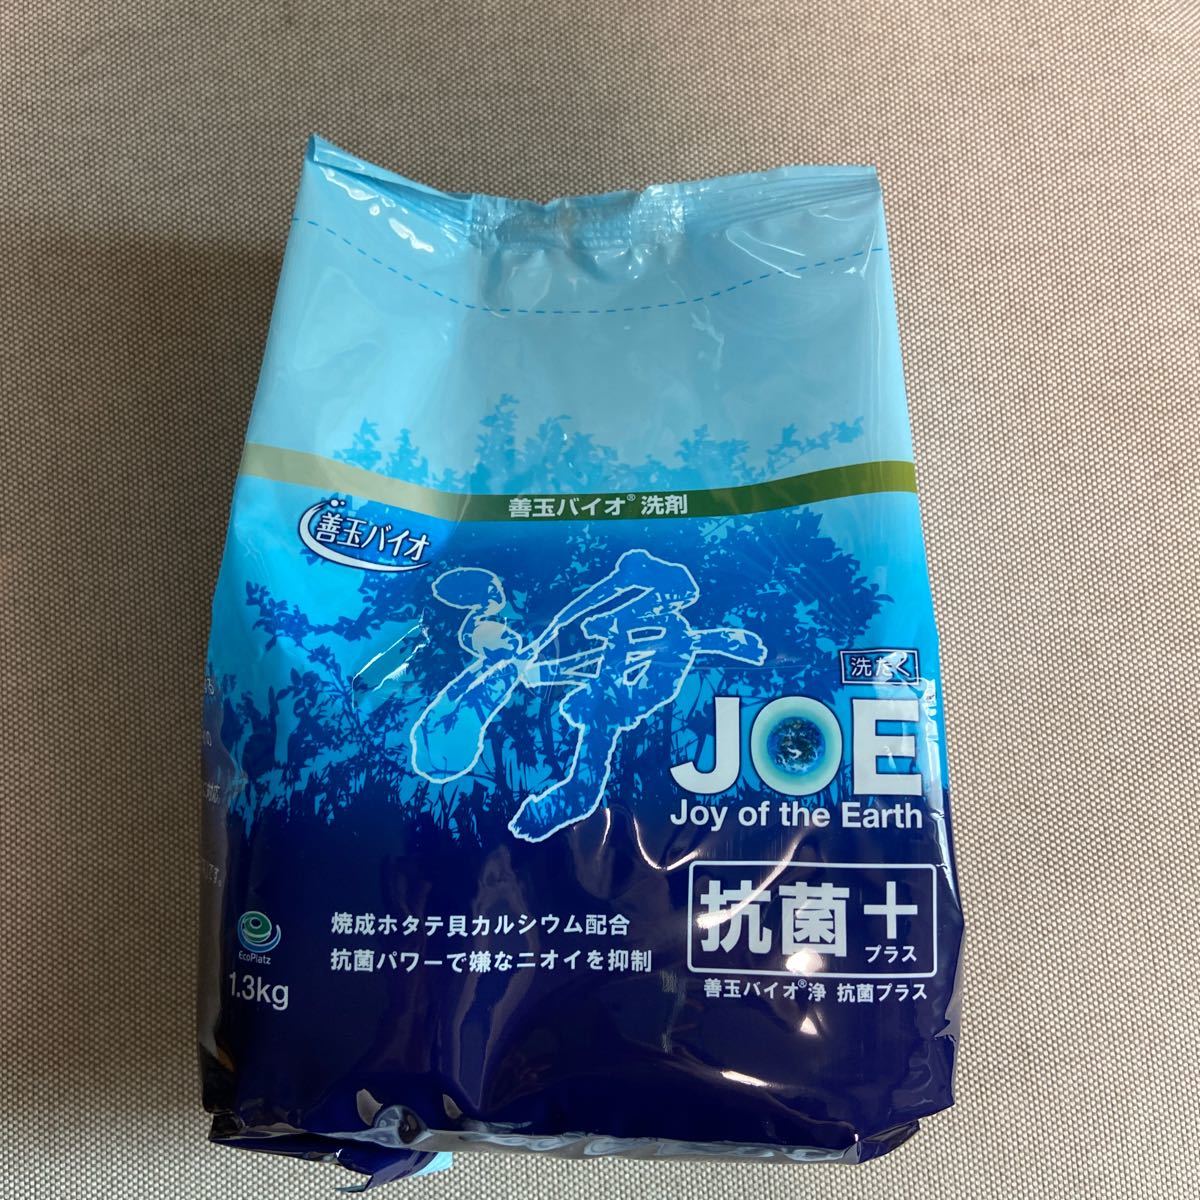 善玉バイオ®洗剤
善玉バイオ
浄
洗たく
JOE
Joy of the Earth
抗菌+
プラス
善玉バイオ®浄 抗菌プラス
焼成ホタテ貝カルシウム配合
抗菌パワーで嫌なニオイを抑制
EcoPlatz
1.3kg